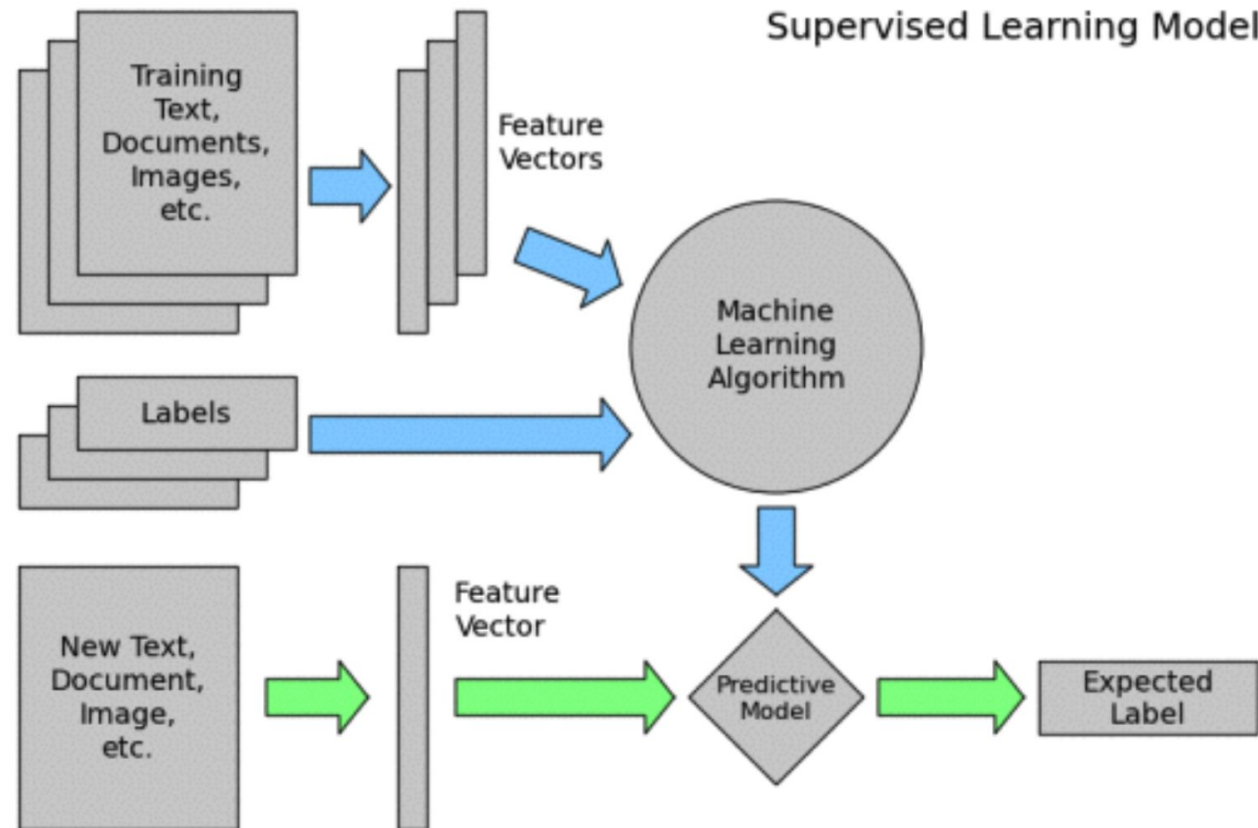 Supervised Learning Model
Training
Text,
Documents,
Images,
etc.
Feature
Vectors
Machine
Learning
Algorithm
Labels
New Text,
Document,
Image,
etc.
Feature
Vector
Predictive
Model
Expected
Label